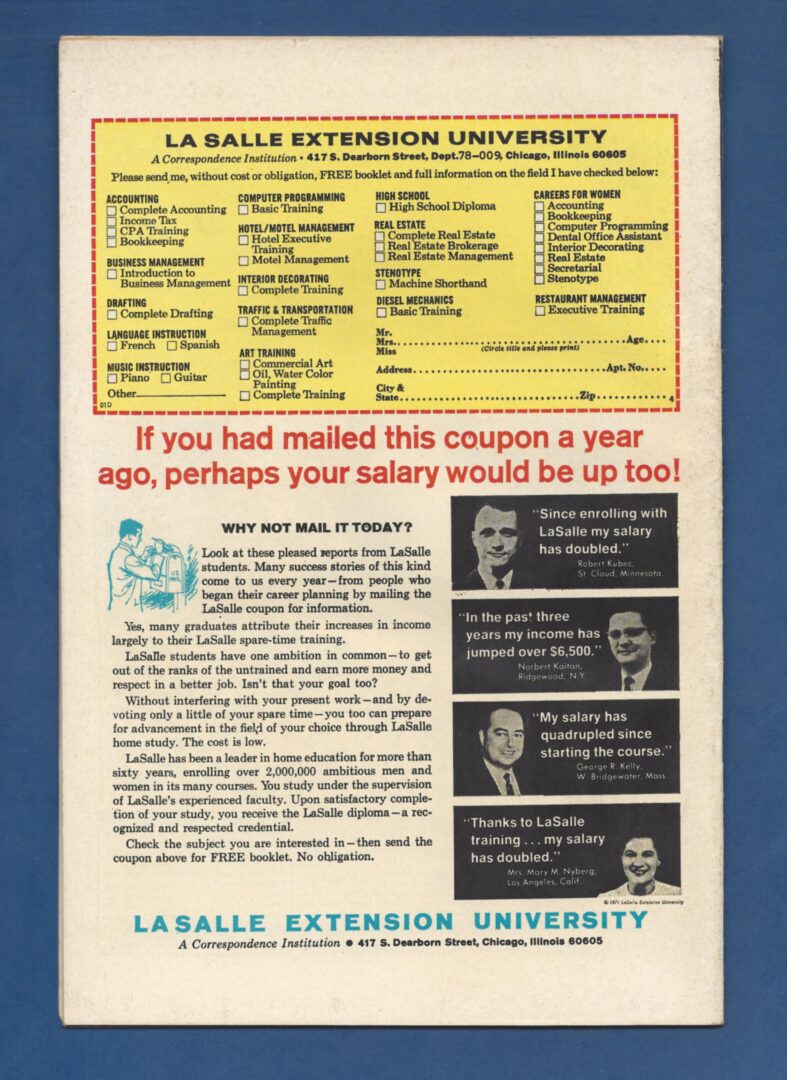 LA SALLE EXTENSION UNIVERSITY
A Correspondence Institution • 417 S. Dearborn Street, Dept.78-009, Chicago, Illinois 60605
Please send me, without cost or obligation, FREE booklet and full information on the field I have checked below:
ACCOUNTING
Complete Accounting
Income Tax
CPA Training
Bookkeeping
BUSINESS MANAGEMENT
Introduction to
Business Management
DRAFTING
Complete Drafting
LANGUAGE INSTRUCTION
French Spanish
MUSIC INSTRUCTION
Piano Guitar
Other
01D
COMPUTER PROGRAMMING
Basic Training
HOTEL/MOTEL MANAGEMENT
Hotel Executive
Training
Motel Management
INTERIOR DECORATING
Complete Training
TRAFFIC & TRANSPORTATION
Complete Traffic
Management
ART TRAINING
Commercial Art
Oil, Water Color
Painting
Complete Training
HIGH SCHOOL
High School Diploma
REAL ESTATE
Complete Real Estate
Real Estate Brokerage
Real Estate Management
STENOTYPE
Machine Shorthand
DIESEL MECHANICS
Basic Training
CAREERS FOR WOMEN
Accounting
Bookkeeping
Computer Programming
Dental Office Assistant
Interior Decorating
Real Estate
Secretarial
Stenotype
RESTAURANT MANAGEMENT
Executive Training
Mr.
Mrs. Age
Miss (Circle title and please print)
Address Apt. No.
City &
State Zip 4
If you had mailed this coupon a year
ago, perhaps your salary would be up too!
WHY NOT MAIL IT TODAY?
U.S.
MAIL
Look at these pleased reports from LaSalle
students. Many success stories of this kind
come to us every year—from people who
began their career planning by mailing the
LaSalle coupon for information.
Yes, many graduates attribute their increases in income
largely to their LaSalle spare-time training.
LaSalle students have one ambition in common—to get
out of the ranks of the untrained and earn more money and
respect in a better job. Isn't that your goal too?
Without interfering with your present work—and by de-
voting only a little of your spare time—you too can prepare
for advancement in the field of your choice through LaSalle
home study. The cost is low.
LaSalle has been a leader in home education for more than
sixty years, enrolling over 2,000,000 ambitious men and
women in its many courses. You study under the supervision
of LaSalle's experienced faculty. Upon satisfactory comple-
tion of your study, you receive the LaSalle diploma—a rec-
ognized and respected credential.
Check the subject you are interested in—then send the
coupon above for FREE booklet. No obligation.
"Since enrolling with
LaSalle my salary
has doubled."
Robert Kubec,
St. Cloud, Minnesota
"In the past three
years my income has
jumped over $6,500."
Norbert Kaitan,
Ridgewood, N.Y.
"My salary has
quadrupled since
starting the course."
George R. Kelly,
W. Bridgewater, Mass.
"Thanks to LaSalle
training . . . my salary
has doubled."
Mrs. Mary M. Nyberg,
Los Angeles, Calif.
© 1971 LaSalle Extension University
LA SALLE EXTENSION UNIVERSITY
A Correspondence Institution • 417 S. Dearborn Street, Chicago, Illinois 60605